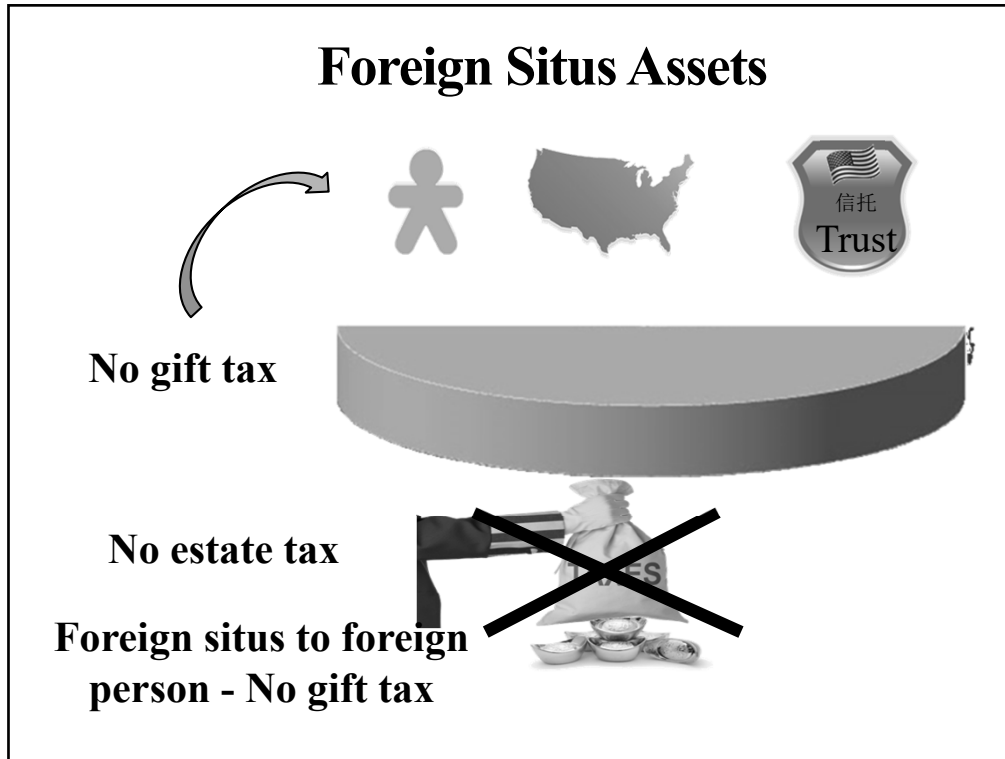 Foreign Situs Assets
信托
Trust
No gift tax
No estate tax
TAXES
Foreign situs to foreign
person - No gift tax